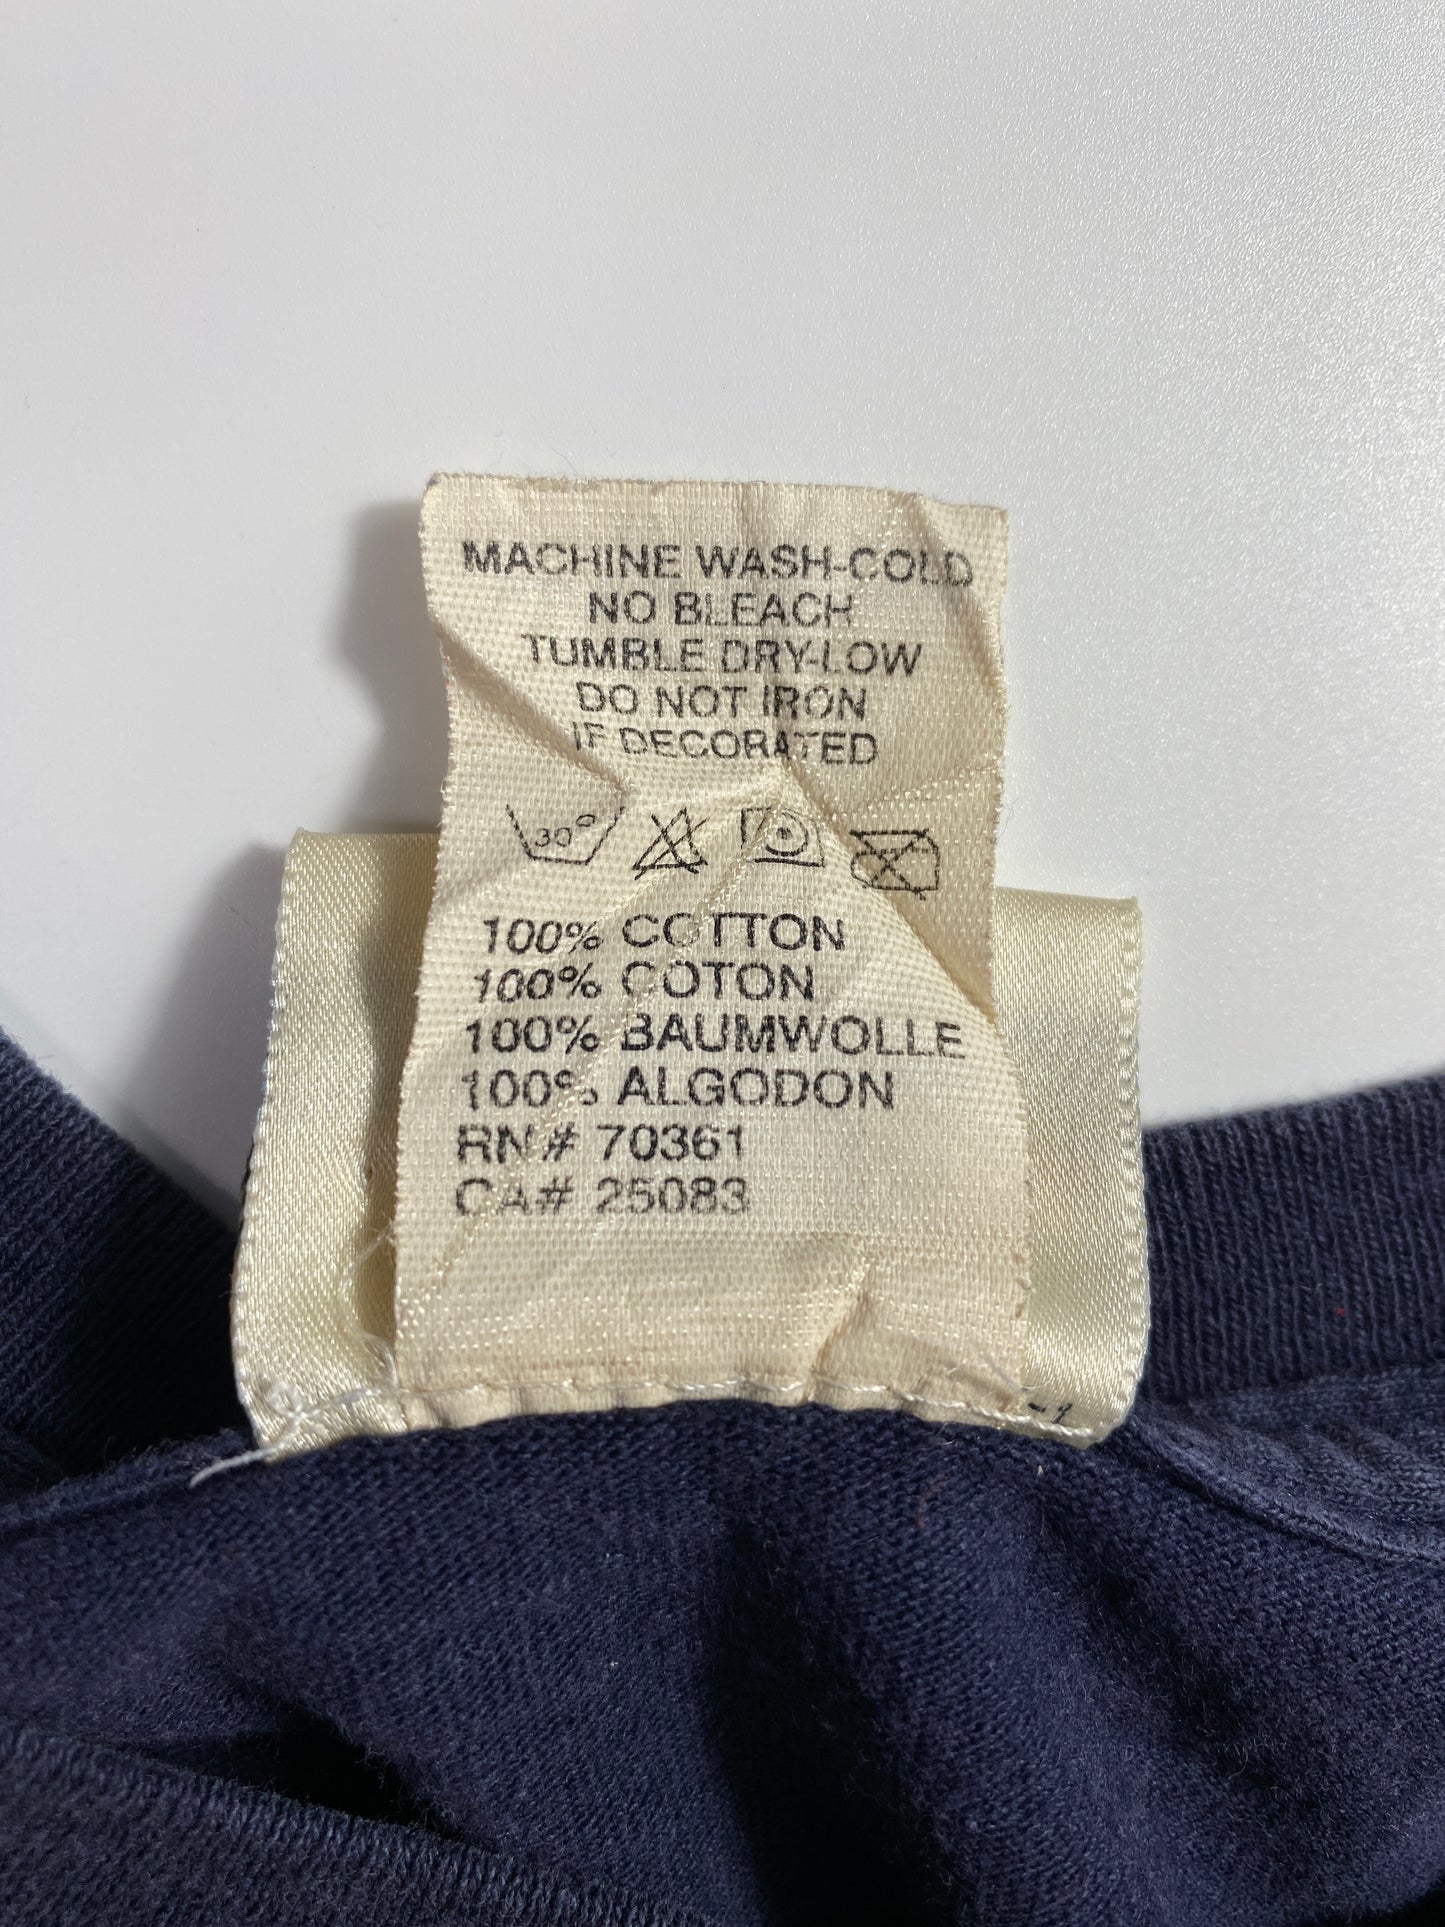 MACHINE WASH-COLD
NO BLEACH
TUMBLE DRY-LOW
DO NOT IRON
IF DECORATED
30°
100% COTTON
100% COTON
100% BAUMWOLLE
100% ALGODON
RN# 70361
CA# 25083